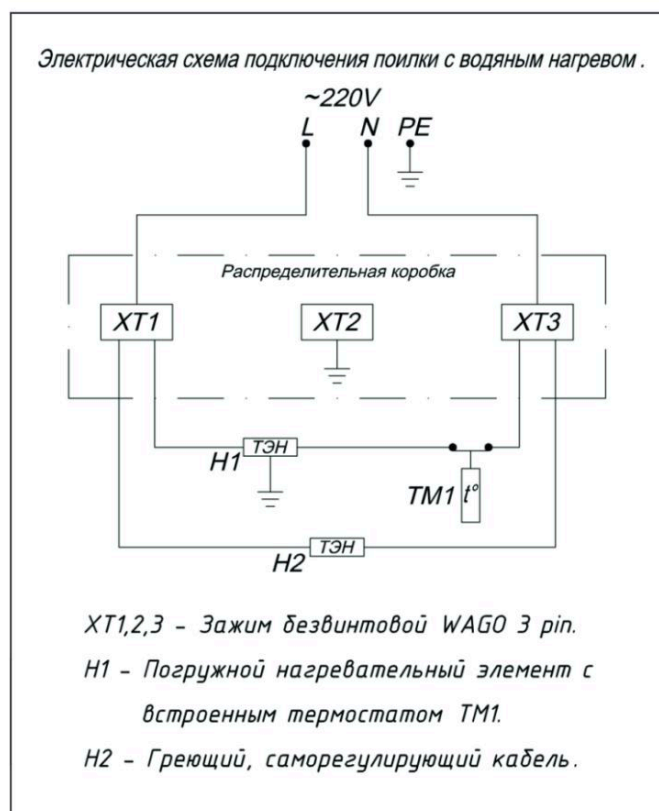 Электрическая схема подключения поилки с водяным нагревом .
~220V
L N PE
Распределительная коробка
XT1 XT2 XT3
H1 ТЭН
TM1 t°
H2 ТЭН
XT1,2,3 – Зажим безвинтовой WAGO 3 pin.
H1 – Погружной нагревательный элемент с
встроенным термостатом TM1.
H2 – Греющий, саморегулирующий кабель .